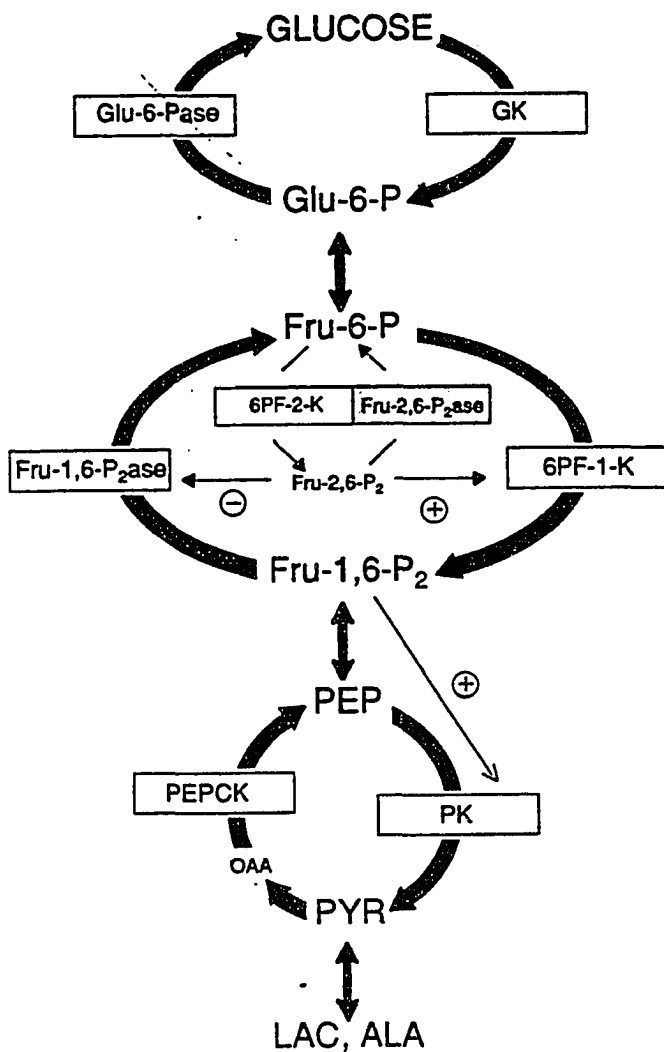 GLUCOSE
Glu-6-Pase
GK
Glu-6-P
Fru-6-P
6PF-2-K
Fru-2,6-P₂ase
Fru-1,6-P₂ase
Fru-2,6-P₂
6PF-1-K
−
+
Fru-1,6-P₂
+
PEP
PEPCK
PK
OAA
PYR
LAC, ALA